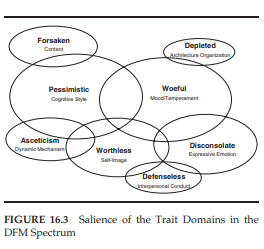 Forsaken
Content
Depleted
Architecture Organization
Pessimistic
Cognitive Style
Woeful
Mood/Temperament
Asceticism
Dynamic Mechanism
Worthless
Self-Image
Disconsolate
Expressive Emotion
Defenseless
Interpersonal Conduct
FIGURE 16.3 Salience of the Trait Domains in the
DFM Spectrum